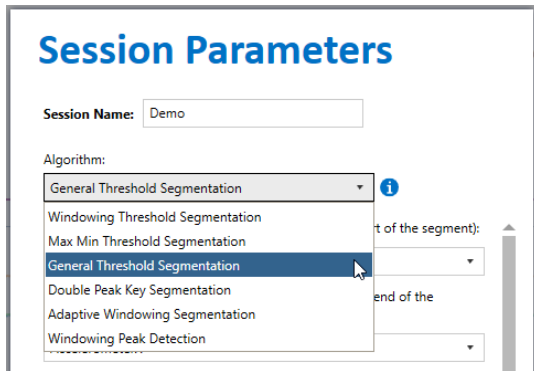 Session Parameters
Session Name: Demo
Algorithm:
General Threshold Segmentation
Windowing Threshold Segmentation
Max Min Threshold Segmentation
rt of the segment):
General Threshold Segmentation
Double Peak Key Segmentation
end of the
Adaptive Windowing Segmentation
Windowing Peak Detection